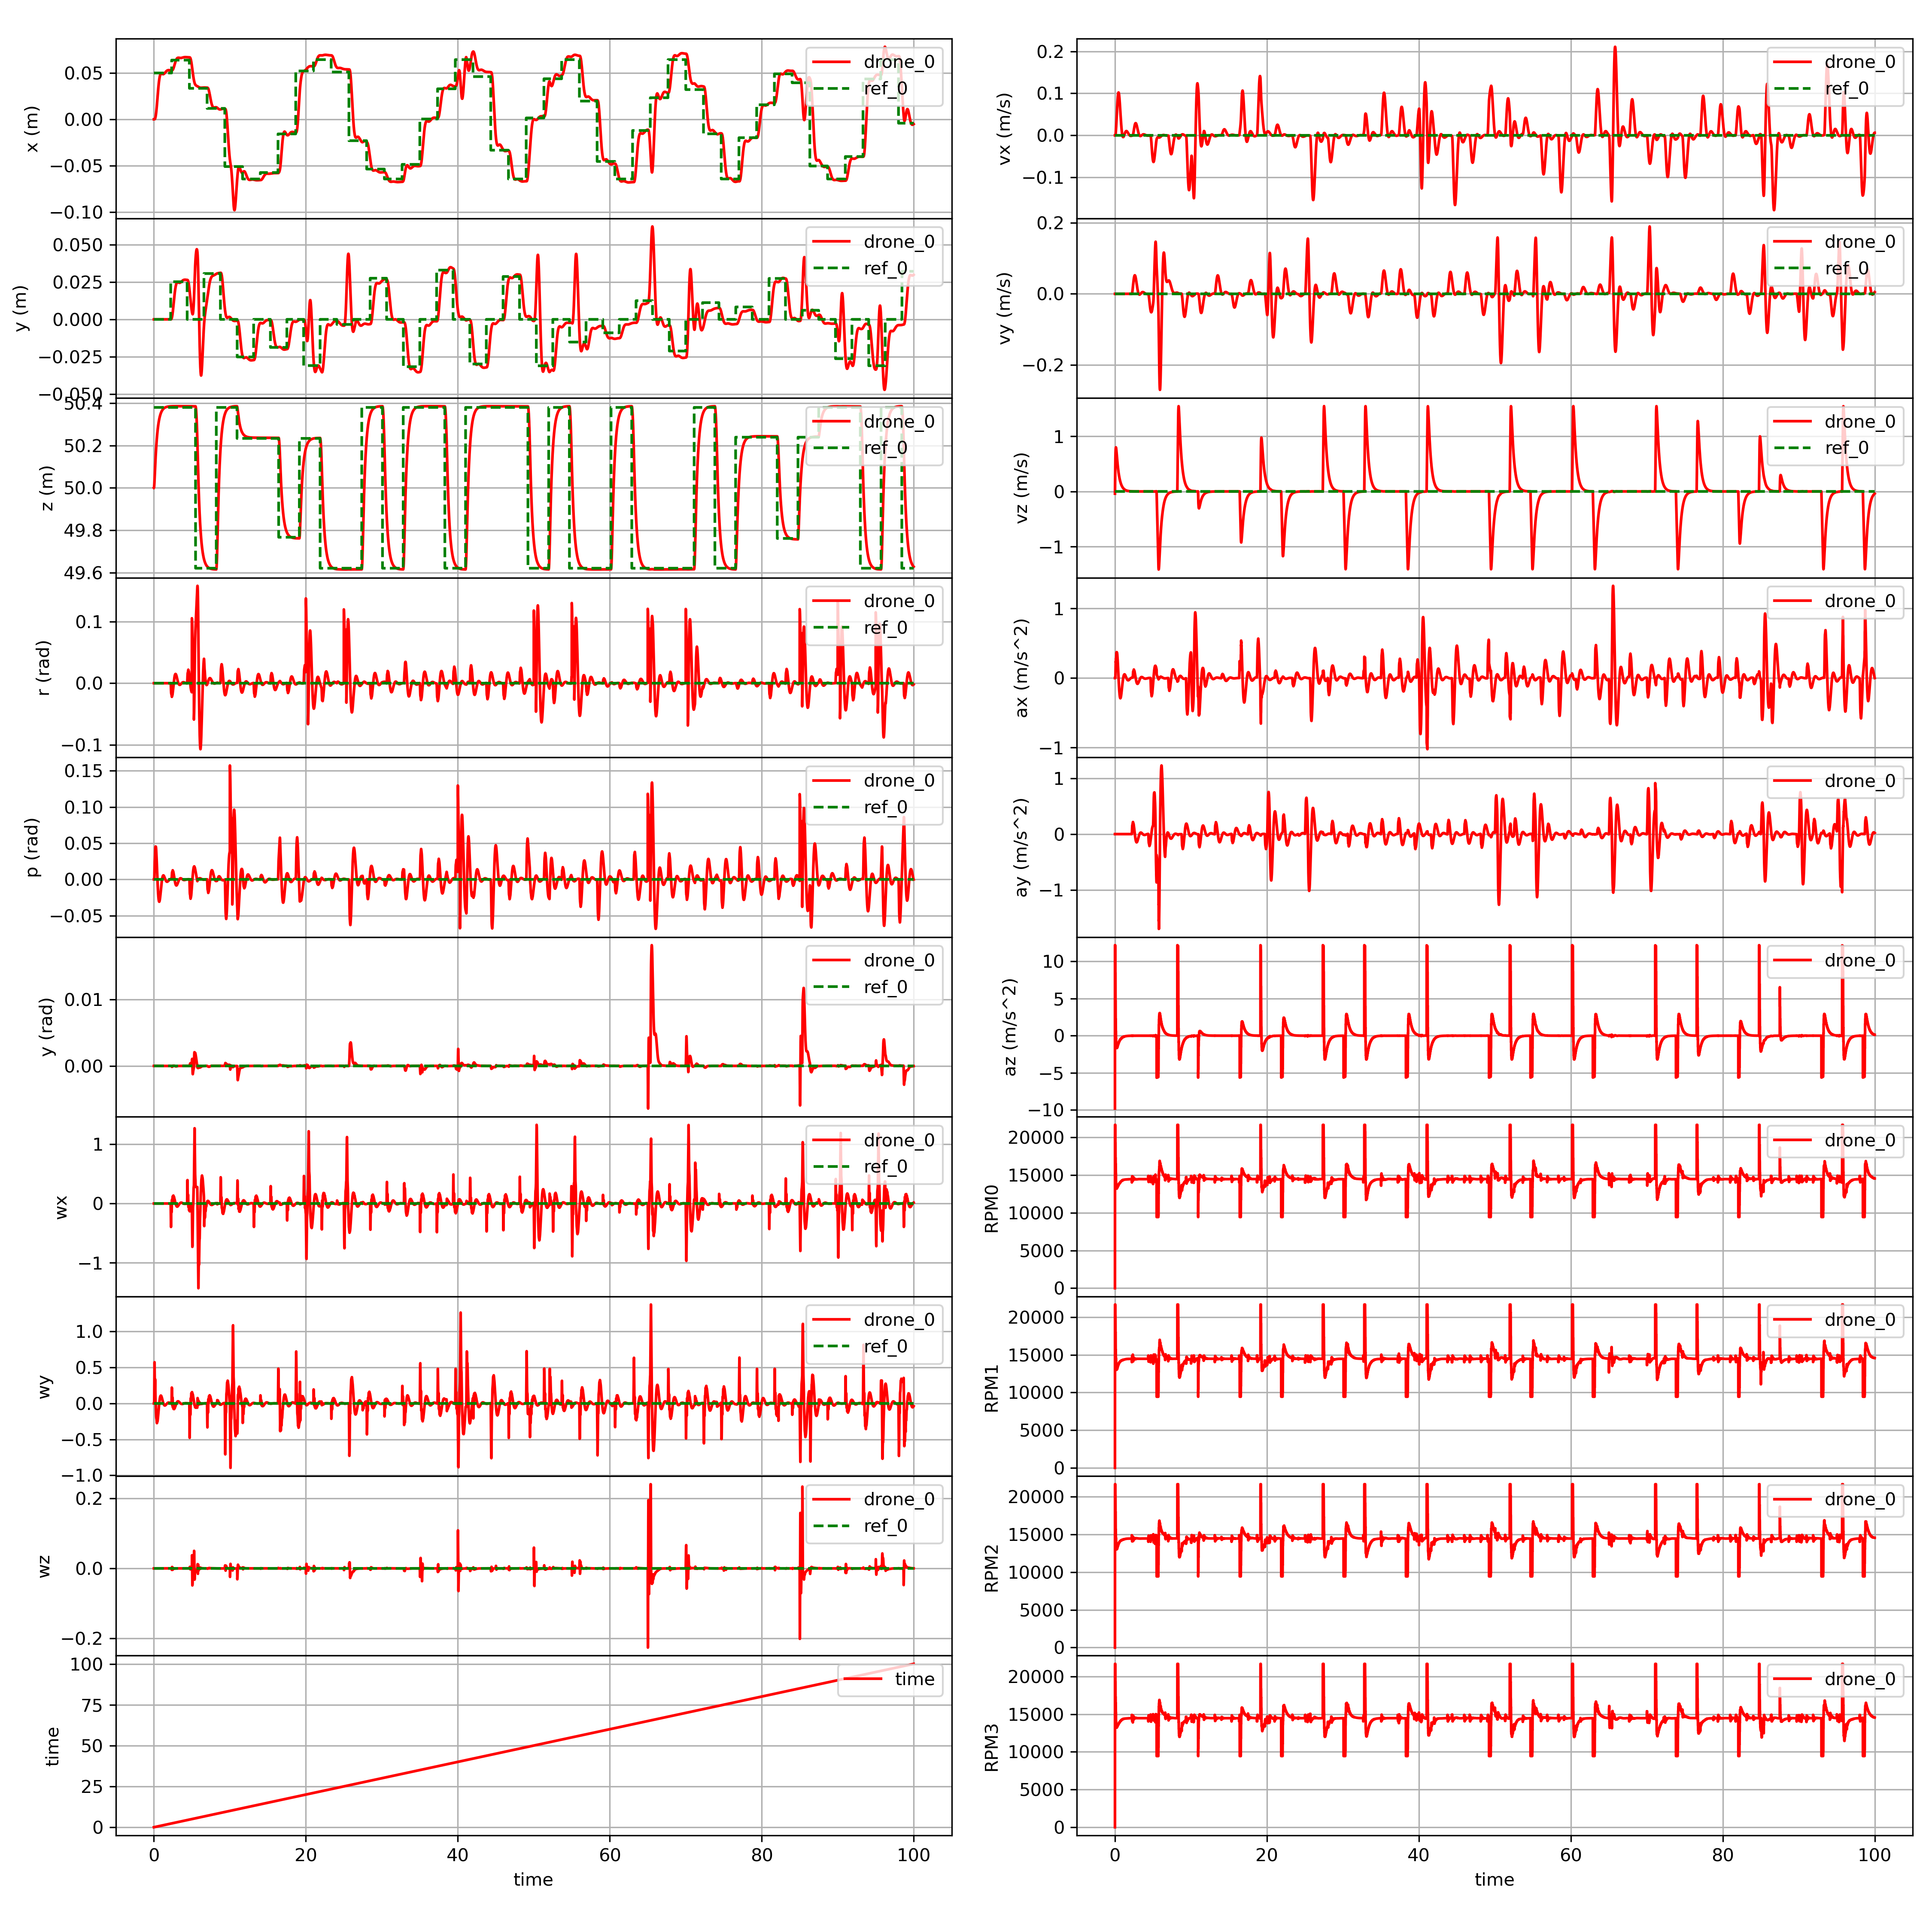 x (m)
0.05
0.00
−0.05
−0.10
drone_0
ref_0
y (m)
0.050
0.025
0.000
−0.025
−0.050
drone_0
ref_0
z (m)
50.4
50.2
50.0
49.8
49.6
drone_0
ref_0
r (rad)
0.1
0.0
−0.1
drone_0
ref_0
p (rad)
0.15
0.10
0.05
0.00
−0.05
drone_0
ref_0
y (rad)
0.01
0.00
drone_0
ref_0
wx
1
0
−1
drone_0
ref_0
wy
1.0
0.5
0.0
−0.5
−1.0
drone_0
ref_0
wz
0.2
0.0
−0.2
drone_0
ref_0
time
100
75
50
25
0
time
0 20 40 60 80 100
time
vx (m/s)
0.2
0.1
0.0
−0.1
drone_0
ref_0
vy (m/s)
0.2
0.0
−0.2
drone_0
ref_0
vz (m/s)
1
0
−1
drone_0
ref_0
ax (m/s^2)
1
0
−1
drone_0
ay (m/s^2)
1
0
−1
drone_0
az (m/s^2)
10
5
0
−5
−10
drone_0
RPM0
20000
15000
10000
5000
0
drone_0
RPM1
20000
15000
10000
5000
0
drone_0
RPM2
20000
15000
10000
5000
0
drone_0
RPM3
20000
15000
10000
5000
0
drone_0
0 20 40 60 80 100
time